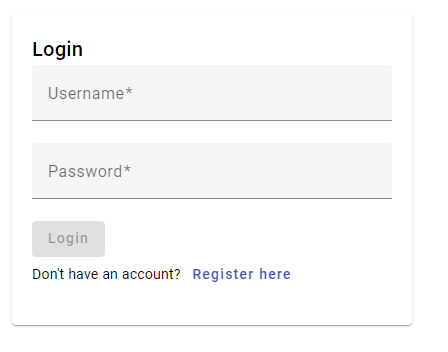 Login
Username*
Password*
Login
Don't have an account? Register here